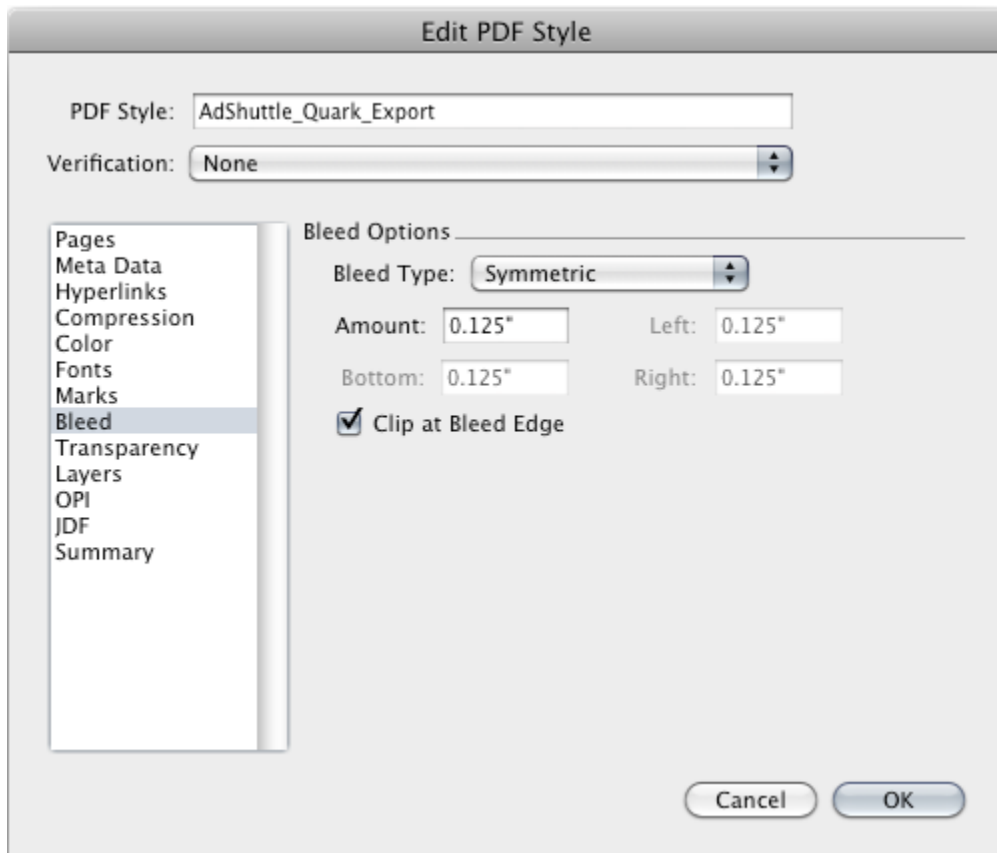 Edit PDF Style
PDF Style: AdShuttle_Quark_Export
Verification: None
Pages
Meta Data
Hyperlinks
Compression
Color
Fonts
Marks
Bleed
Transparency
Layers
OPI
JDF
Summary
Bleed Options
Bleed Type: Symmetric
Amount: 0.125" Left: 0.125"
Bottom: 0.125" Right: 0.125"
Clip at Bleed Edge
Cancel OK